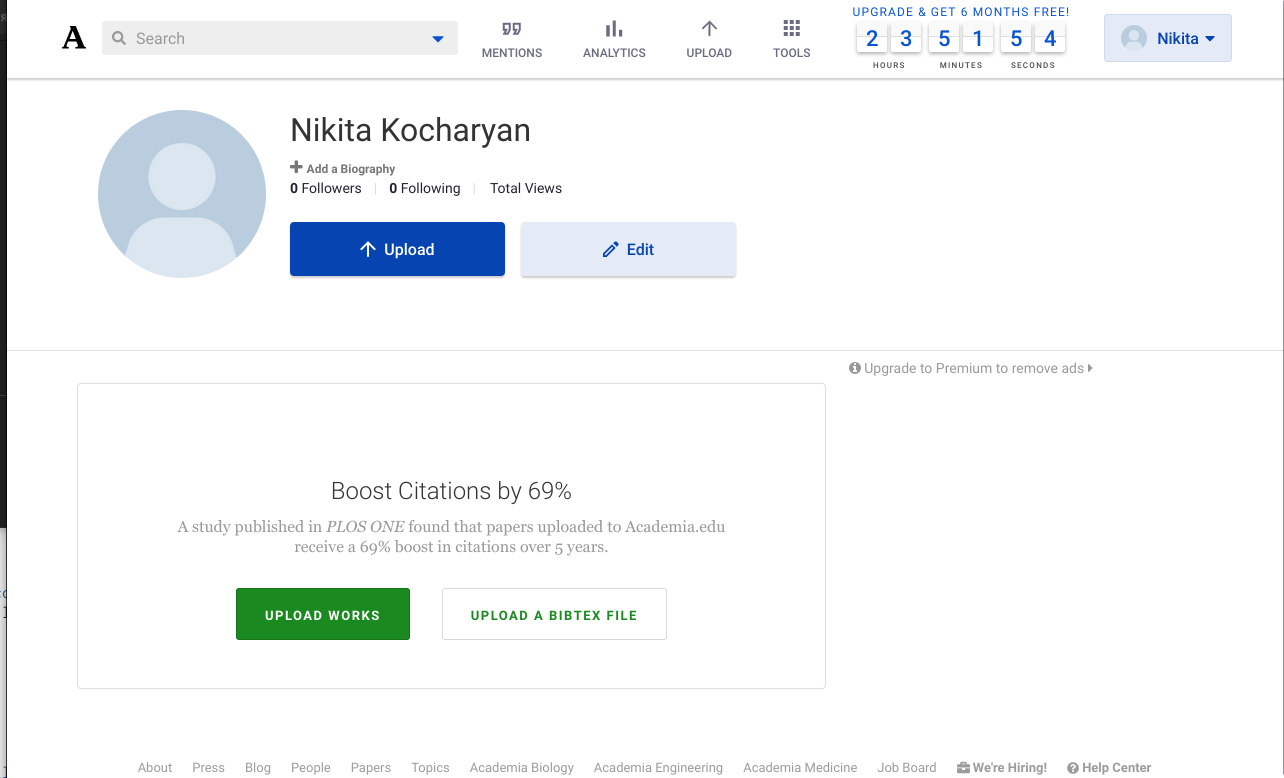 UPGRADE & GET 6 MONTHS FREE!
A
Search
MENTIONS
ANALYTICS
UPLOAD
TOOLS
2 3 5 1 5 4
HOURS MINUTES SECONDS
Nikita
Nikita Kocharyan
Add a Biography
0 Followers 0 Following Total Views
Upload
Edit
Upgrade to Premium to remove ads
Boost Citations by 69%
A study published in PLOS ONE found that papers uploaded to Academia.edu
receive a 69% boost in citations over 5 years.
UPLOAD WORKS
UPLOAD A BIBTEX FILE
About Press Blog People Papers Topics Academia Biology Academia Engineering Academia Medicine Job Board We're Hiring! Help Center